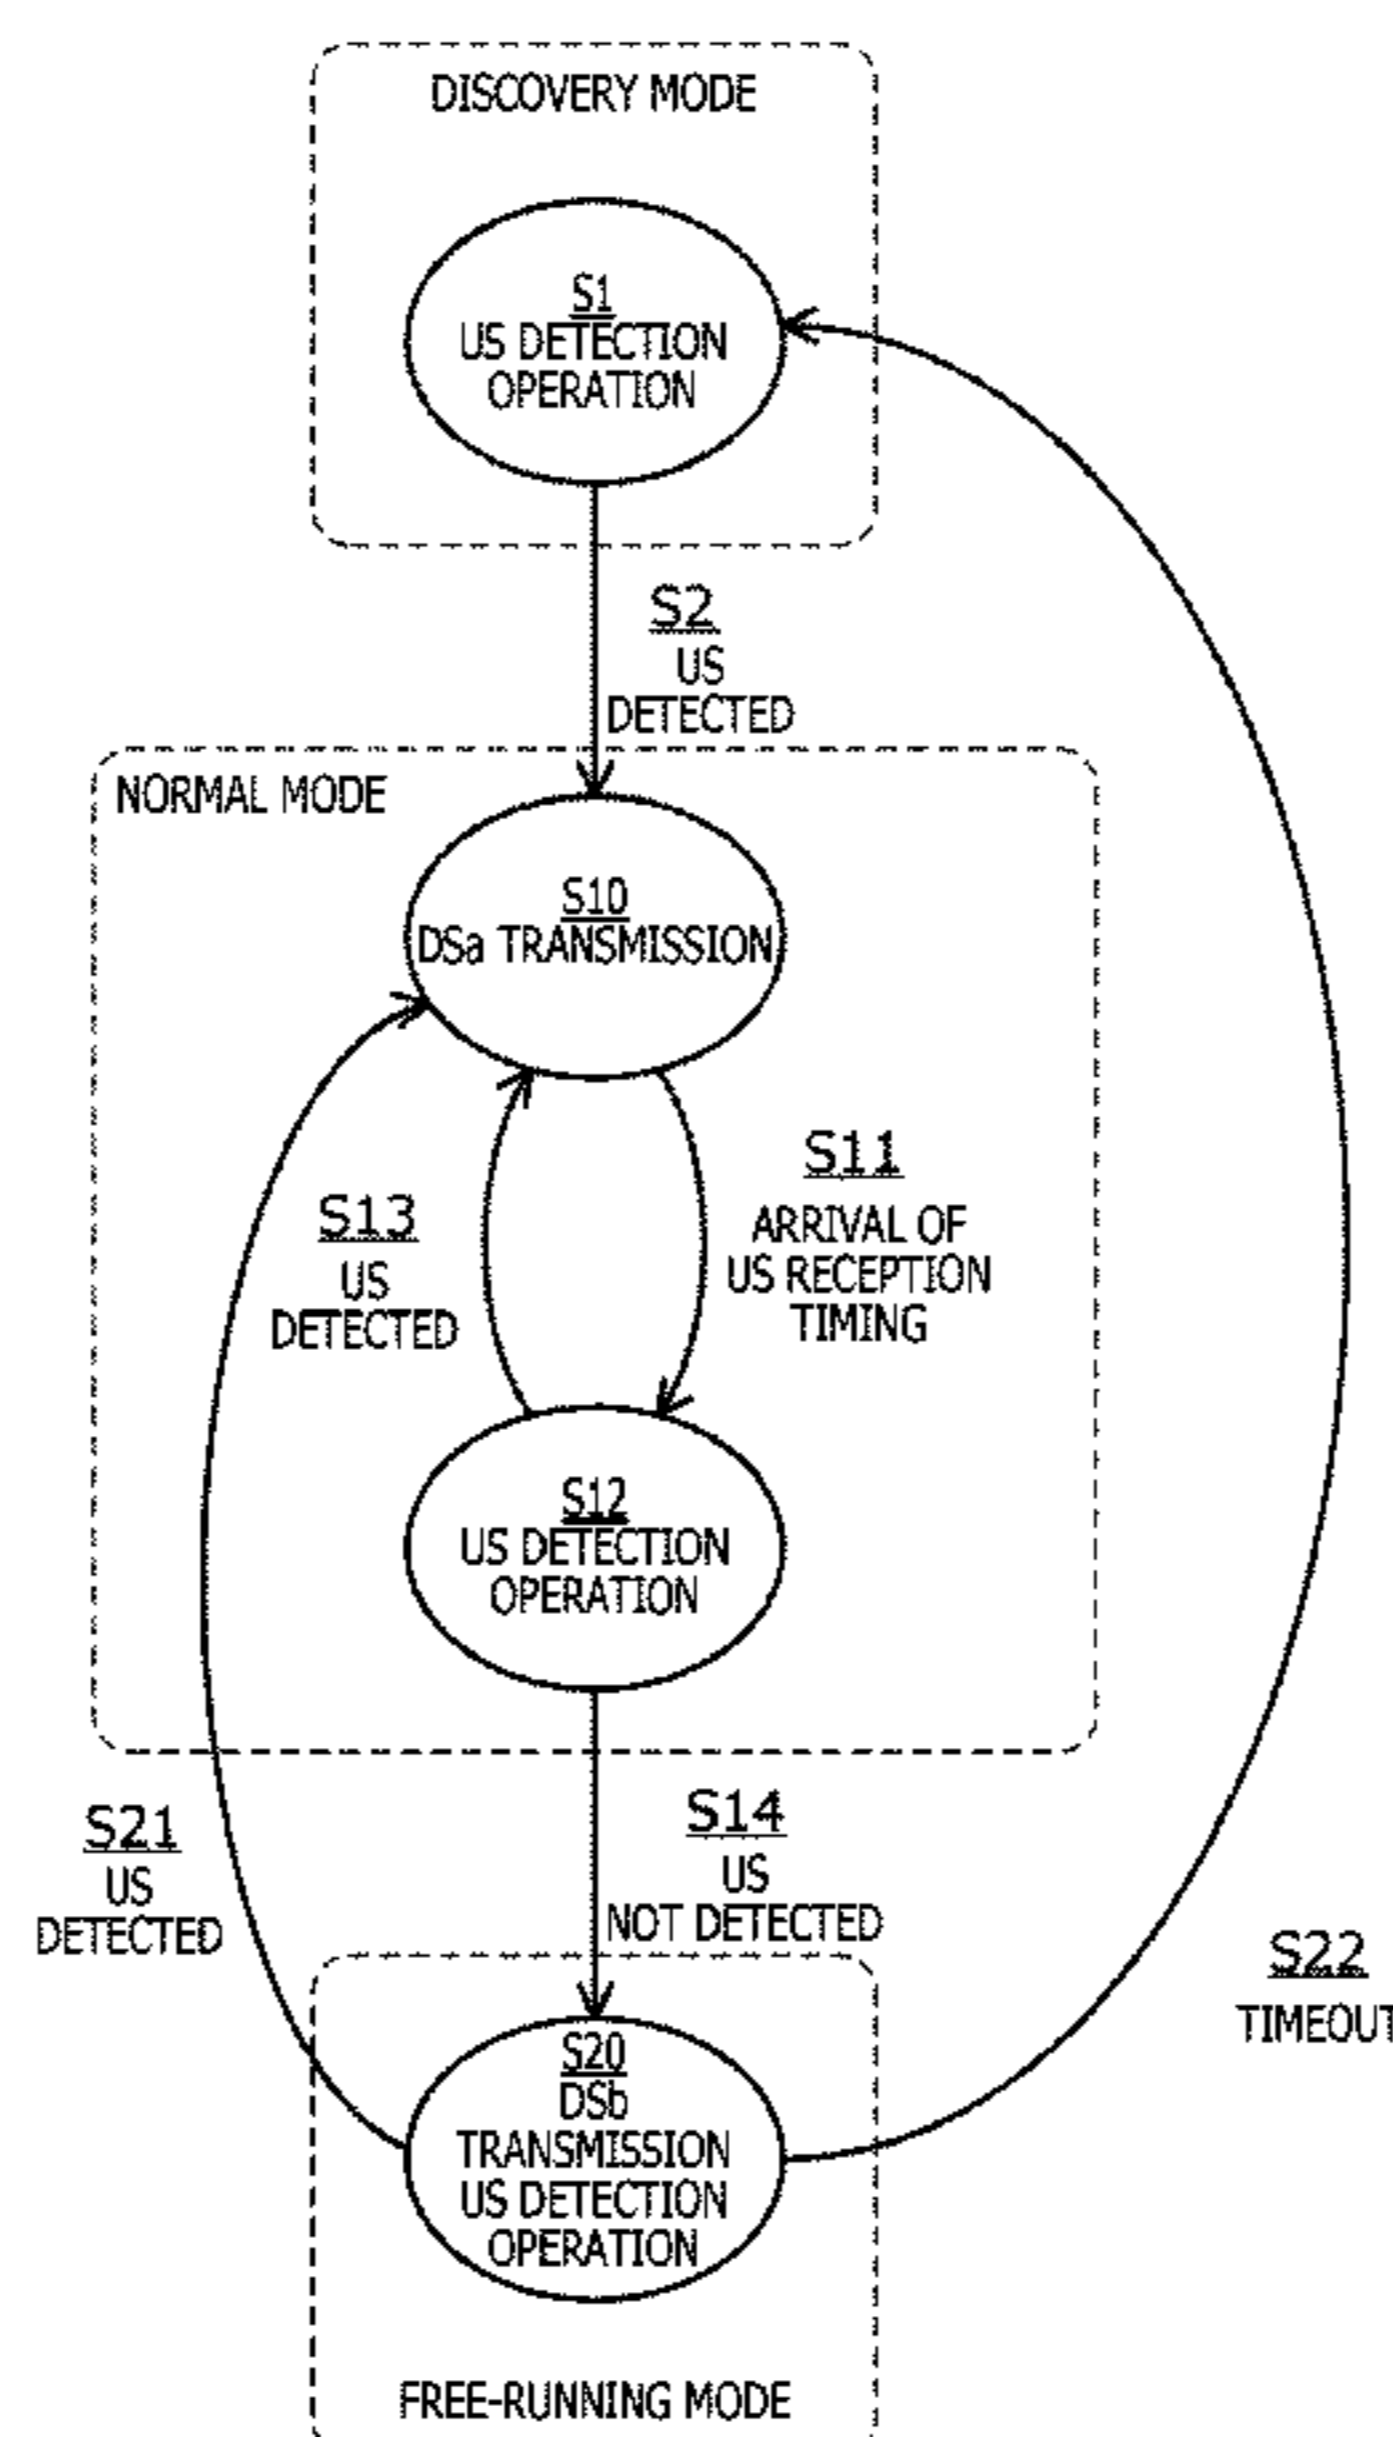 DISCOVERY MODE
S1
US DETECTION
OPERATION
S2
US
DETECTED
NORMAL MODE
S10
DSa TRANSMISSION
S11
ARRIVAL OF
US RECEPTION
TIMING
S13
US
DETECTED
S12
US DETECTION
OPERATION
S14
US
NOT DETECTED
S21
US
DETECTED
S22
TIMEOUT
S20
DSb
TRANSMISSION
US DETECTION
OPERATION
FREE-RUNNING MODE